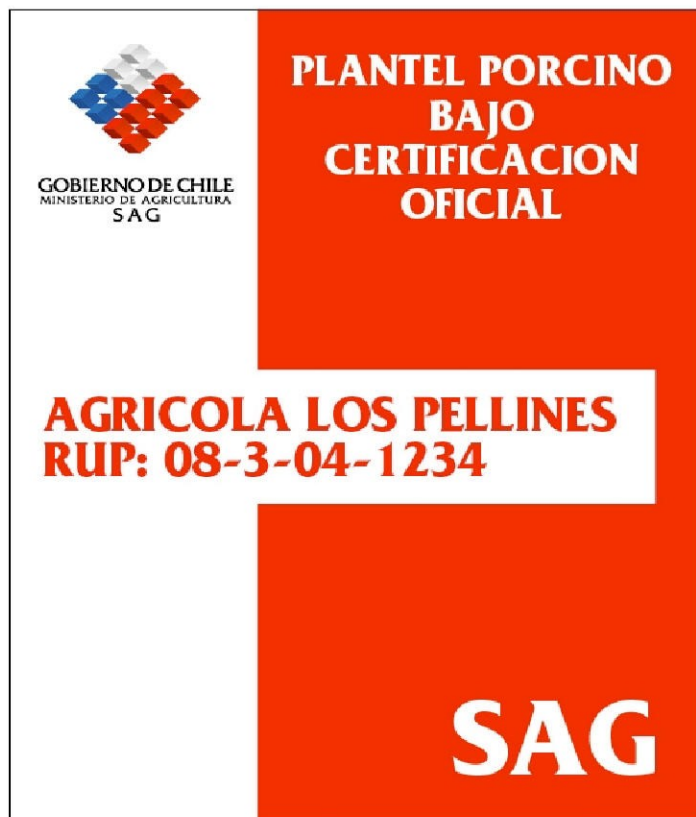 GOBIERNO DE CHILE
MINISTERIO DE AGRICULTURA
SAG
PLANTEL PORCINO
BAJO
CERTIFICACION
OFICIAL
AGRICOLA LOS PELLINES
RUP: 08-3-04-1234
SAG